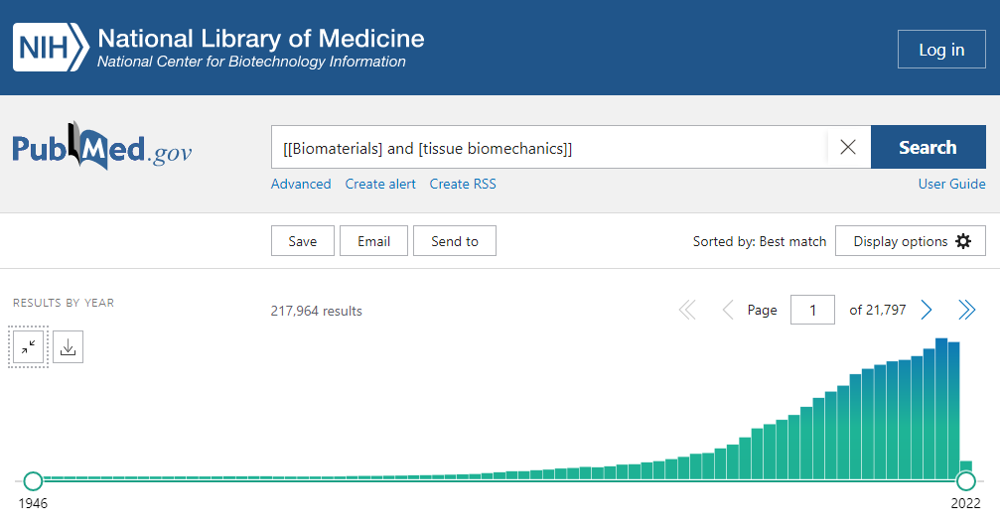 NIH National Library of Medicine
National Center for Biotechnology Information
Log in
PubMed.gov
[[Biomaterials] and [tissue biomechanics]]
Search
Advanced Create alert Create RSS User Guide
Save Email Send to Sorted by: Best match Display options
RESULTS BY YEAR
217,964 results
Page 1 of 21,797
1946 2022